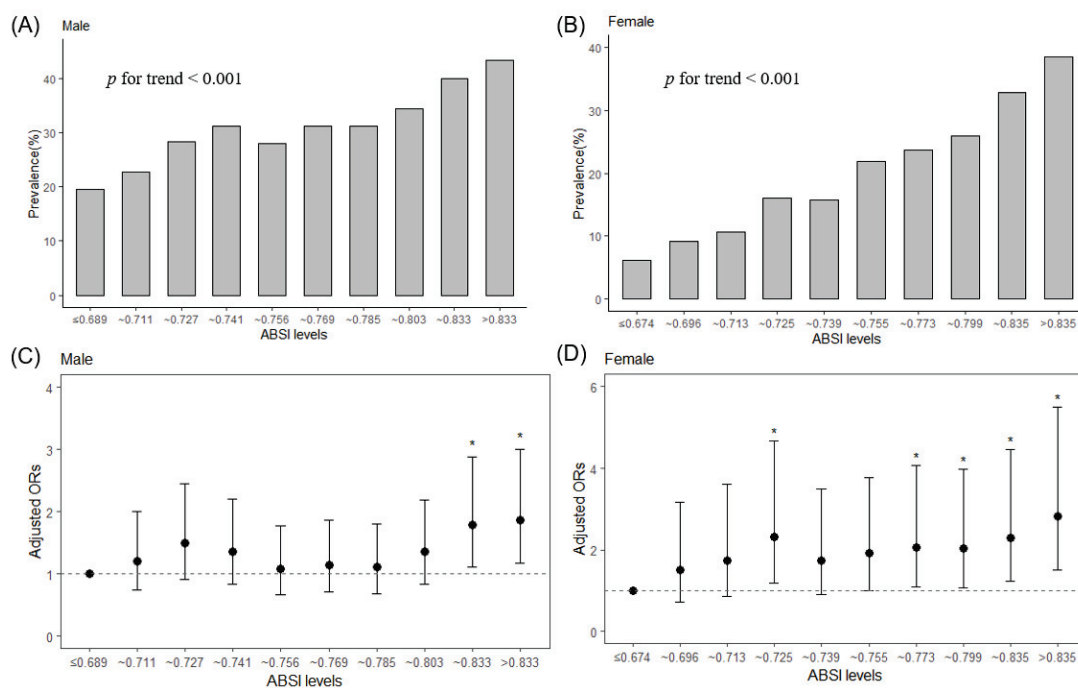 (A)
Male
p for trend < 0.001
Prevalence(%)
40
30
20
10
0
≤0.689 ~0.711 ~0.727 ~0.741 ~0.756 ~0.769 ~0.785 ~0.803 ~0.833 >0.833
ABSI levels
(B)
Female
p for trend < 0.001
Prevalence(%)
40
30
20
10
0
≤0.674 ~0.696 ~0.713 ~0.725 ~0.739 ~0.755 ~0.773 ~0.799 ~0.835 >0.835
ABSI levels
(C)
Male
Adjusted ORs
4
3
2
1
0
* *
≤0.689 ~0.711 ~0.727 ~0.741 ~0.756 ~0.769 ~0.785 ~0.803 ~0.833 >0.833
ABSI levels
(D)
Female
Adjusted ORs
6
4
2
0
* * * * *
≤0.674 ~0.696 ~0.713 ~0.725 ~0.739 ~0.755 ~0.773 ~0.799 ~0.835 >0.835
ABSI levels